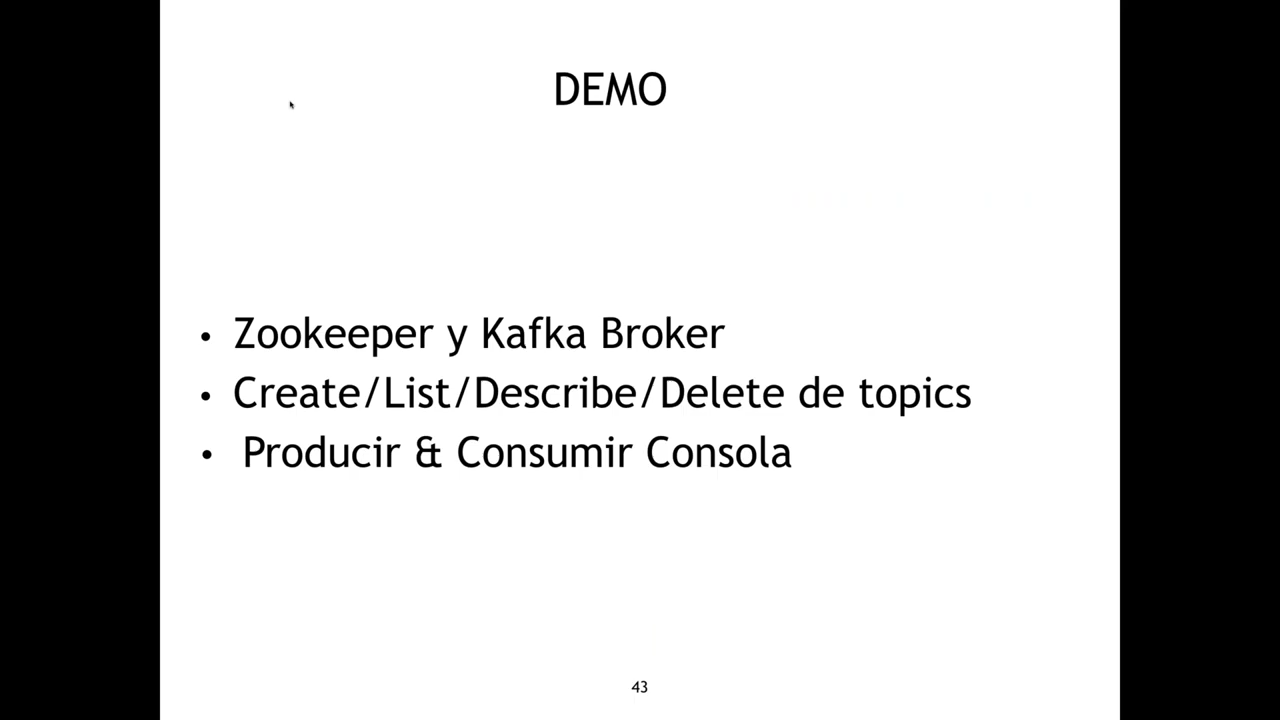 DEMO
• Zookeeper y Kafka Broker
• Create/List/Describe/Delete de topics
• Producir & Consumir Consola
43